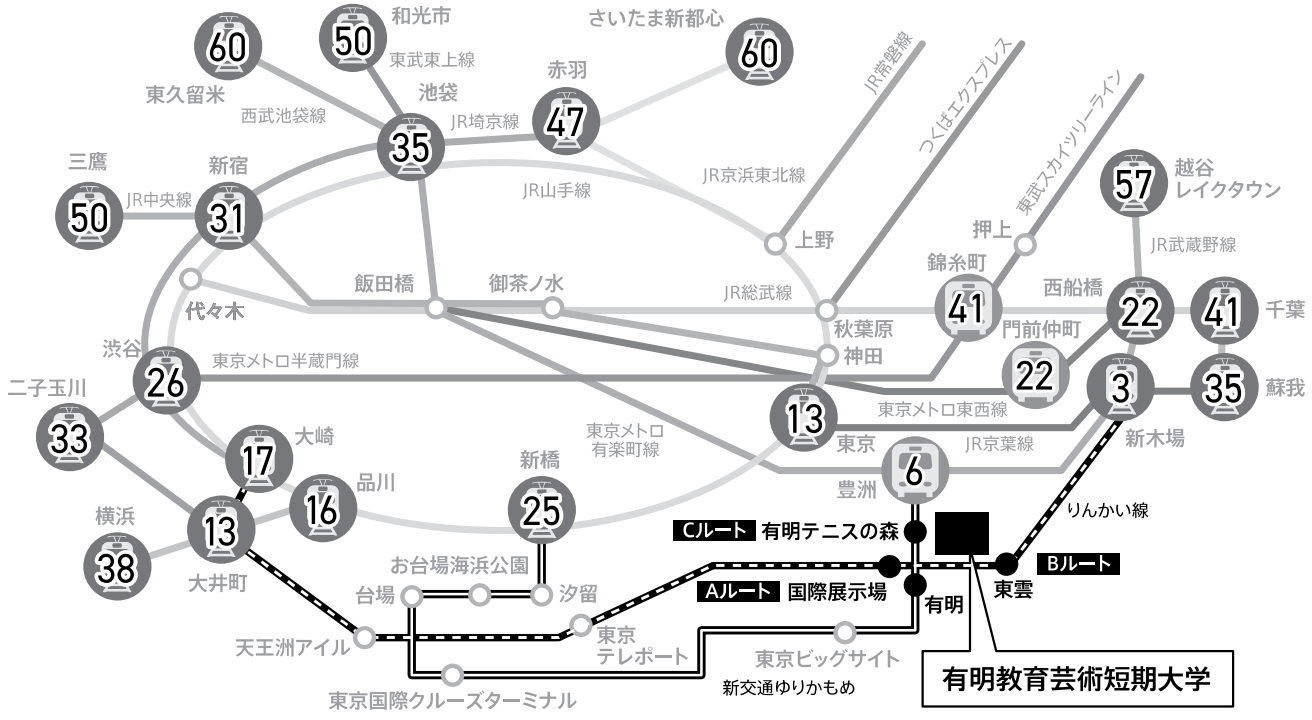 和光市
50
さいたま新都心
60
60
東久留米
東武東上線
池袋
赤羽
JR常磐線
つくばエクスプレス
東武スカイツリーライン
西武池袋線
35
JR埼京線
47
三鷹
新宿
JR中央線
50
31
JR山手線
JR京浜東北線
57
越谷
レイクタウン
JR武蔵野線
上野
押上
錦糸町
代々木
飯田橋
御茶ノ水
JR総武線
41
西船橋
22
41
千葉
秋葉原
門前仲町
神田
渋谷
東京メトロ半蔵門線
26
22
3
35
蘇我
二子玉川
33
13
東京メトロ東西線
東京
JR京葉線
新木場
東京メトロ
有楽町線
大崎
17
新橋
6
豊洲
品川
16
25
横浜
13
38
大井町
りんかい線
Cルート
有明テニスの森
お台場海浜公園
Bルート
台場
汐留
Aルート
国際展示場
有明
東雲
天王洲アイル
東京
テレポート
東京ビッグサイト
東京国際クルーズターミナル
新交通ゆりかもめ
有明教育芸術短期大学